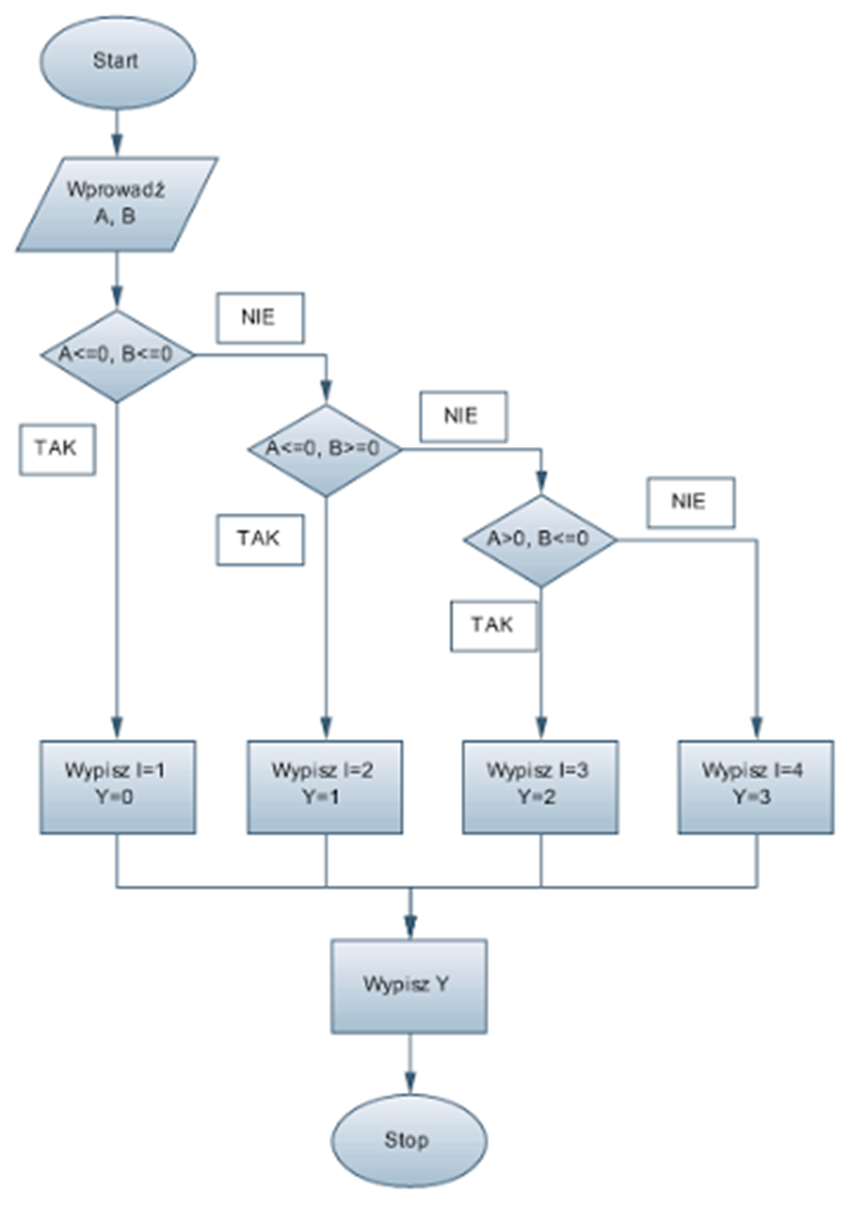 Start
Wprowadź
A, B
NIE
A<=0, B<=0
TAK
NIE
A<=0, B>=0
TAK
NIE
A>0, B<=0
TAK
Wypisz I=1
Y=0
Wypisz I=2
Y=1
Wypisz I=3
Y=2
Wypisz I=4
Y=3
Wypisz Y
Stop